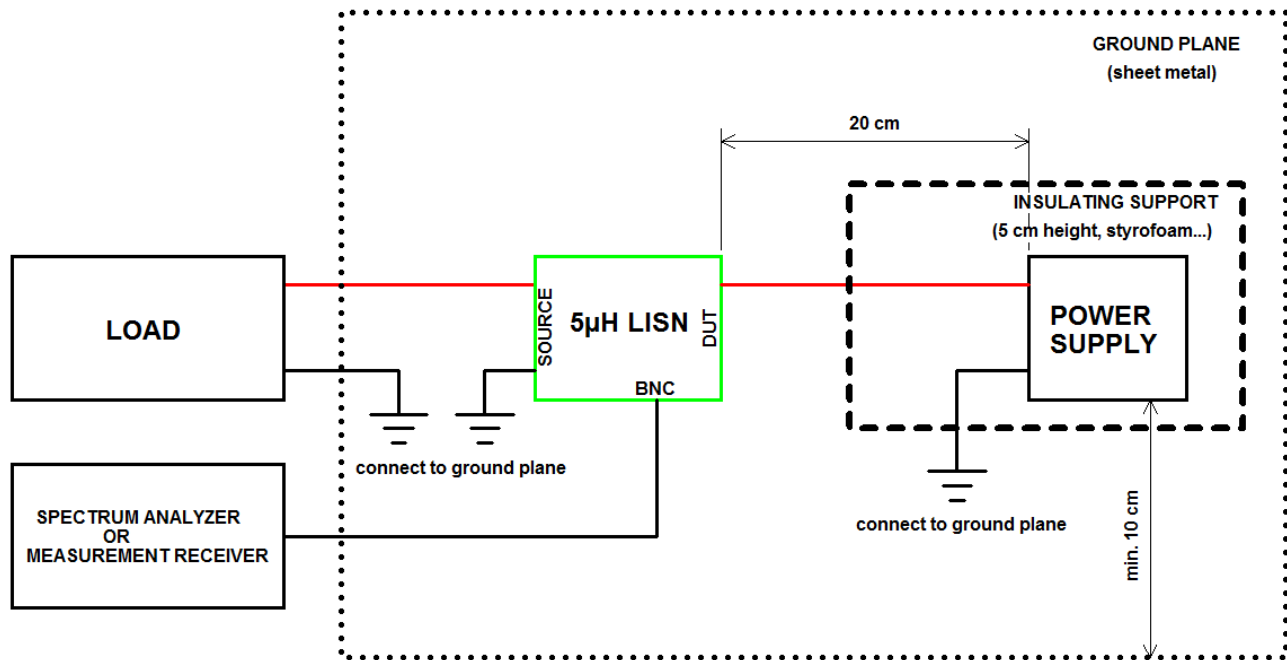 GROUND PLANE
(sheet metal)
20 cm
INSULATING SUPPORT
(5 cm height, styrofoam...)
LOAD
SOURCE
5µH LISN
DUT
BNC
POWER
SUPPLY
connect to ground plane
SPECTRUM ANALYZER
OR
MEASUREMENT RECEIVER
connect to ground plane
min. 10 cm